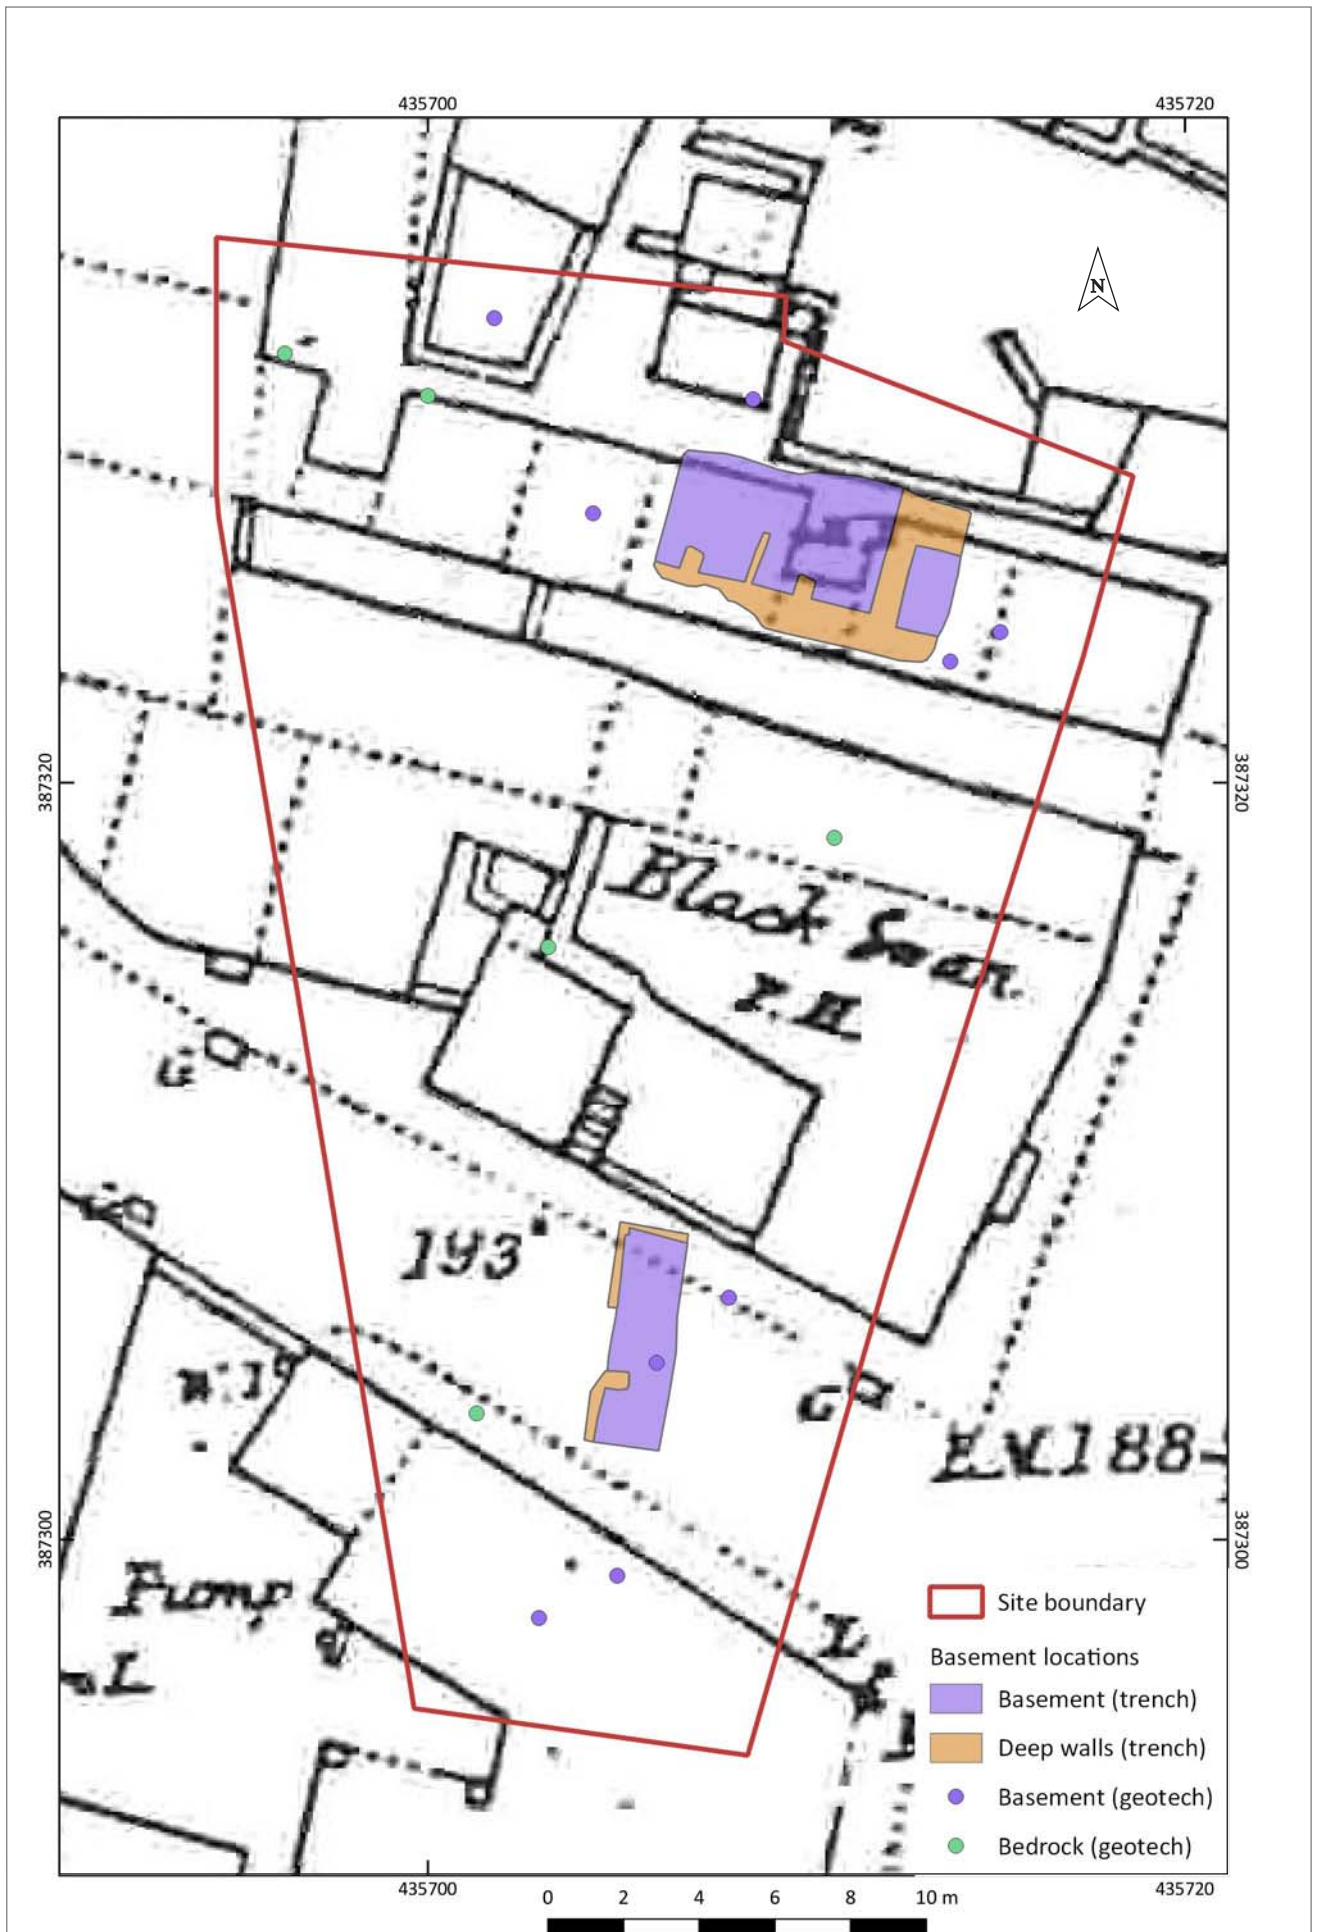 435700 435720
N
387320 387320
Black Swan
P.H
G
193
G
387300 387300
Pump
L
Site boundary
Basement locations
Basement (trench)
Deep walls (trench)
Basement (geotech)
Bedrock (geotech)
435700 435720
0 2 4 6 8 10 m